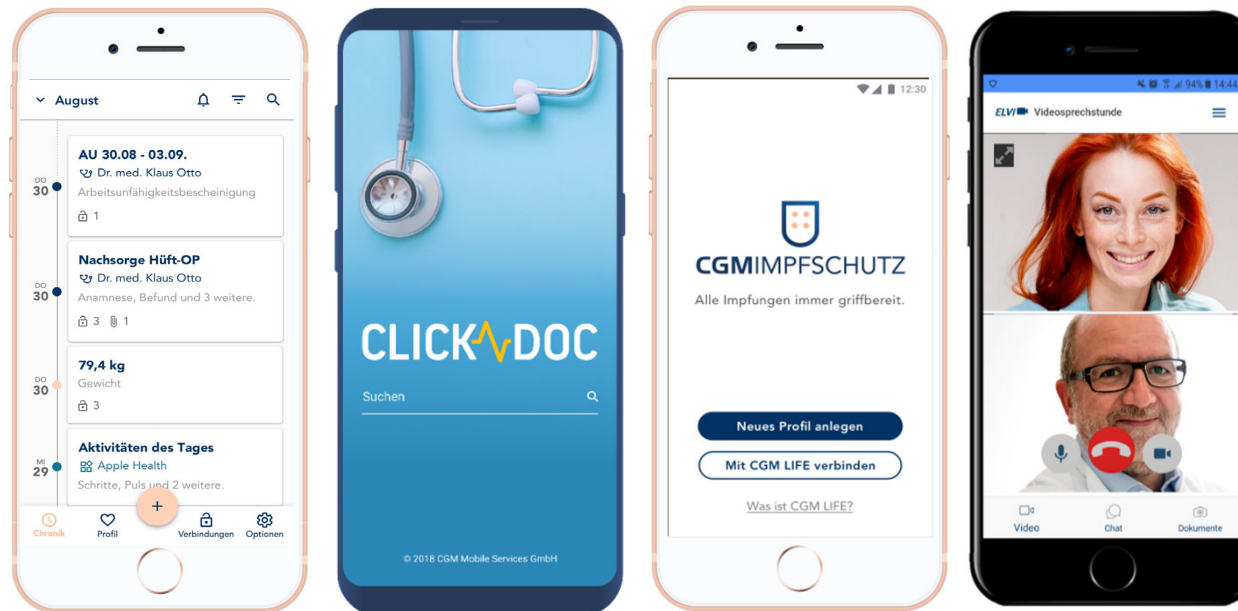 August
DO
30
AU 30.08 - 03.09.
Dr. med. Klaus Otto
Arbeitsunfähigkeitsbescheinigung
1
DO
30
Nachsorge Hüft-OP
Dr. med. Klaus Otto
Anamnese, Befund und 3 weitere.
3 1
DO
30
79,4 kg
Gewicht
3
MI
29
Aktivitäten des Tages
Apple Health
Schritte, Puls und 2 weitere.
+
Chronik Profil Verbindungen Optionen
CLICK DOC
Suchen
© 2018 CGM Mobile Services GmbH
12:30
CGMIMPFSCHUTZ
Alle Impfungen immer griffbereit.
Neues Profil anlegen
Mit CGM LIFE verbinden
Was ist CGM LIFE?
94% 14:44
ELVI Videosprechstunde
Video Chat Dokumente